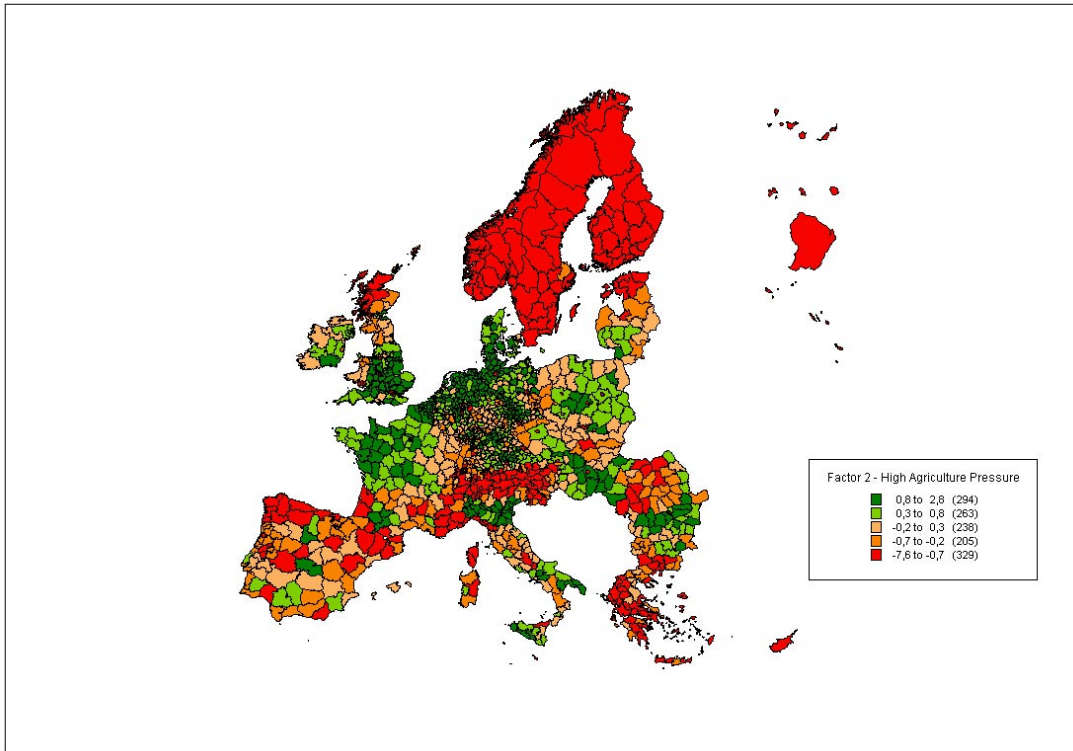 Factor 2 - High Agriculture Pressure
0,8 to 2,8 (294)
0,3 to 0,8 (263)
-0,2 to 0,3 (238)
-0,7 to -0,2 (205)
-7,6 to -0,7 (329)